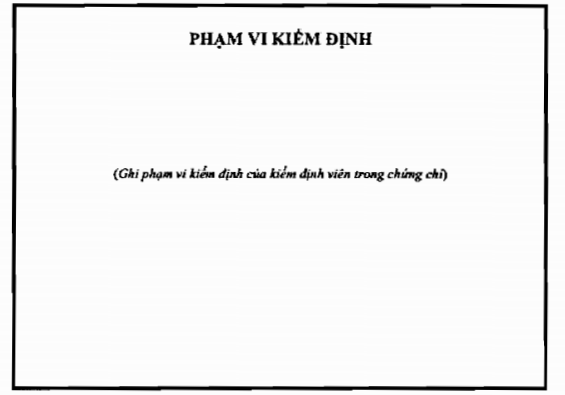 PHẠM VI KIỂM ĐỊNH
(Ghi phạm vi kiểm định của kiểm định viên trong chứng chỉ)